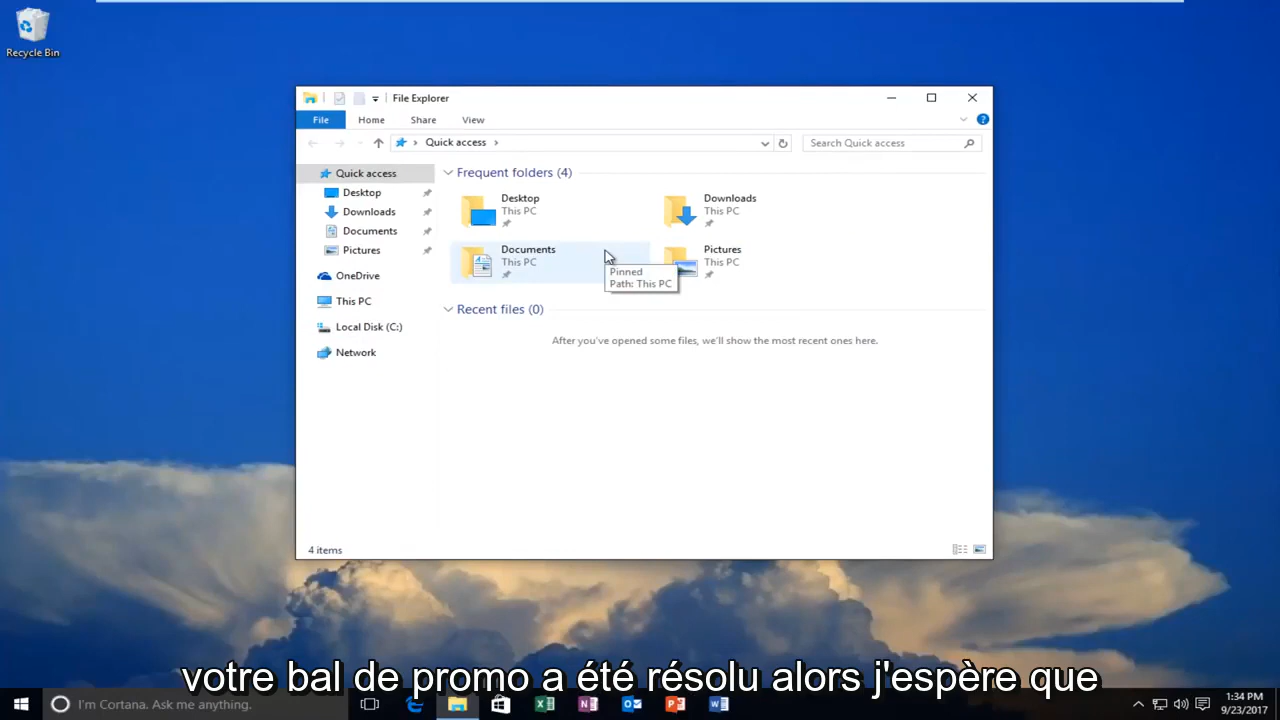 Recycle Bin
File Explorer
File Home Share View
Quick access
Search Quick access
Quick access
Desktop
Downloads
Documents
Pictures
OneDrive
This PC
Local Disk (C:)
Network
Frequent folders (4)
Desktop
This PC
Downloads
This PC
Documents
This PC
Pictures
This PC
Pinned
Path: This PC
Recent files (0)
After you've opened some files, we'll show the most recent ones here.
4 items
votre bal de promo a été résolu alors j'espère que
I'm Cortana. Ask me anything.
1:34 PM
9/23/2017